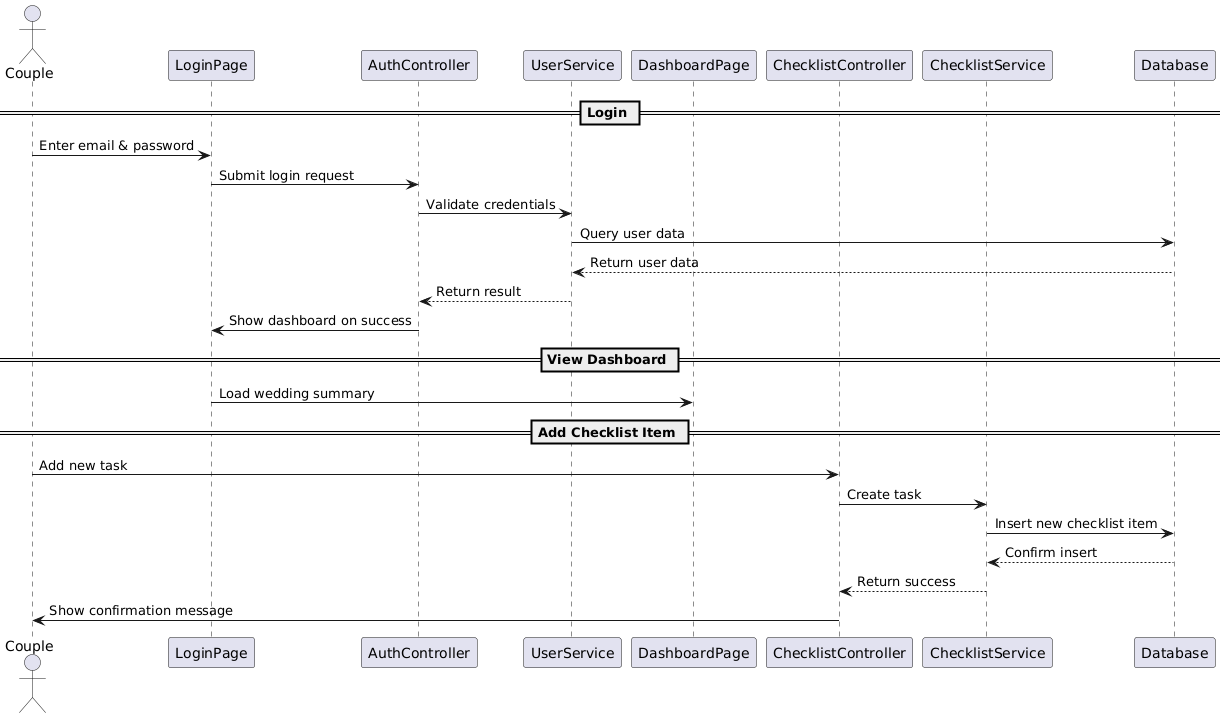 Couple
LoginPage
AuthController
UserService
DashboardPage
ChecklistController
ChecklistService
Database
Login
Enter email & password
Submit login request
Validate credentials
Query user data
Return user data
Return result
Show dashboard on success
View Dashboard
Load wedding summary
Add Checklist Item
Add new task
Create task
Insert new checklist item
Confirm insert
Return success
Show confirmation message
Couple
LoginPage
AuthController
UserService
DashboardPage
ChecklistController
ChecklistService
Database